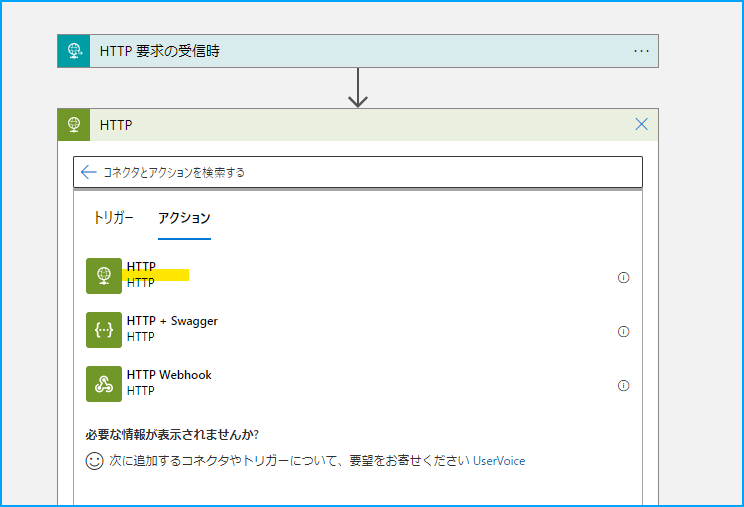 HTTP 要求の受信時
HTTP
コネクタとアクションを検索する
トリガー アクション
HTTP
HTTP
HTTP + Swagger
HTTP
HTTP Webhook
HTTP
必要な情報が表示されませんか?
次に追加するコネクタやトリガーについて、要望をお寄せください UserVoice